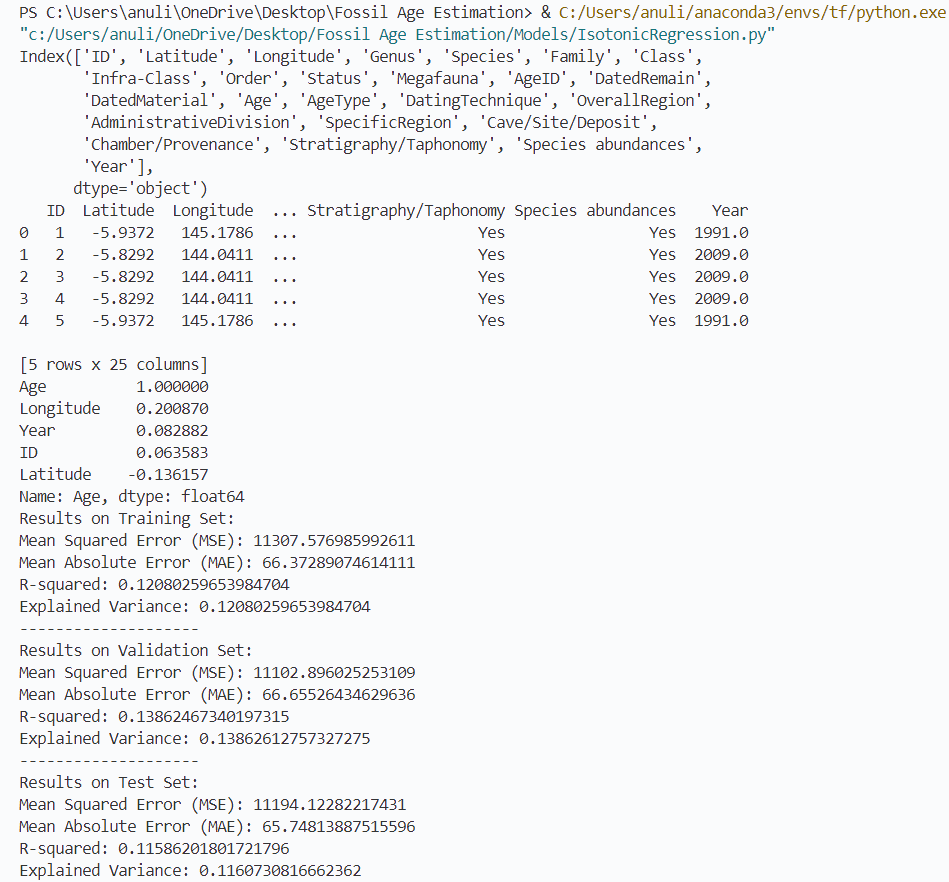 PS C:\Users\anuli\OneDrive\Desktop\Fossil Age Estimation> & C:/Users/anuli/anaconda3/envs/tf/python.exe
"c:/Users/anuli/OneDrive/Desktop/Fossil Age Estimation/Models/IsotonicRegression.py"
Index(['ID', 'Latitude', 'Longitude', 'Genus', 'Species', 'Family', 'Class',
       'Infra-Class', 'Order', 'Status', 'Megafauna', 'AgeID', 'DatedRemain',
       'DatedMaterial', 'Age', 'AgeType', 'DatingTechnique', 'OverallRegion',
       'AdministrativeDivision', 'SpecificRegion', 'Cave/Site/Deposit',
       'Chamber/Provenance', 'Stratigraphy/Taphonomy', 'Species abundances',
       'Year'],
      dtype='object')
   ID  Latitude  Longitude  ... Stratigraphy/Taphonomy Species abundances    Year
0   1   -5.9372   145.1786  ...                    Yes                Yes  1991.0
1   2   -5.8292   144.0411  ...                    Yes                Yes  2009.0
2   3   -5.8292   144.0411  ...                    Yes                Yes  2009.0
3   4   -5.8292   144.0411  ...                    Yes                Yes  2009.0
4   5   -5.9372   145.1786  ...                    Yes                Yes  1991.0
[5 rows x 25 columns]
Age          1.000000
Longitude    0.200870
Year         0.082882
ID           0.063583
Latitude    -0.136157
Name: Age, dtype: float64
Results on Training Set:
Mean Squared Error (MSE): 11307.576985992611
Mean Absolute Error (MAE): 66.37289074614111
R-squared: 0.12080259653984704
Explained Variance: 0.12080259653984704
--------------------
Results on Validation Set:
Mean Squared Error (MSE): 11102.896025253109
Mean Absolute Error (MAE): 66.65526434629636
R-squared: 0.13862467340197315
Explained Variance: 0.13862612757327275
--------------------
Results on Test Set:
Mean Squared Error (MSE): 11194.12282217431
Mean Absolute Error (MAE): 65.74813887515596
R-squared: 0.11586201801721796
Explained Variance: 0.1160730816662362